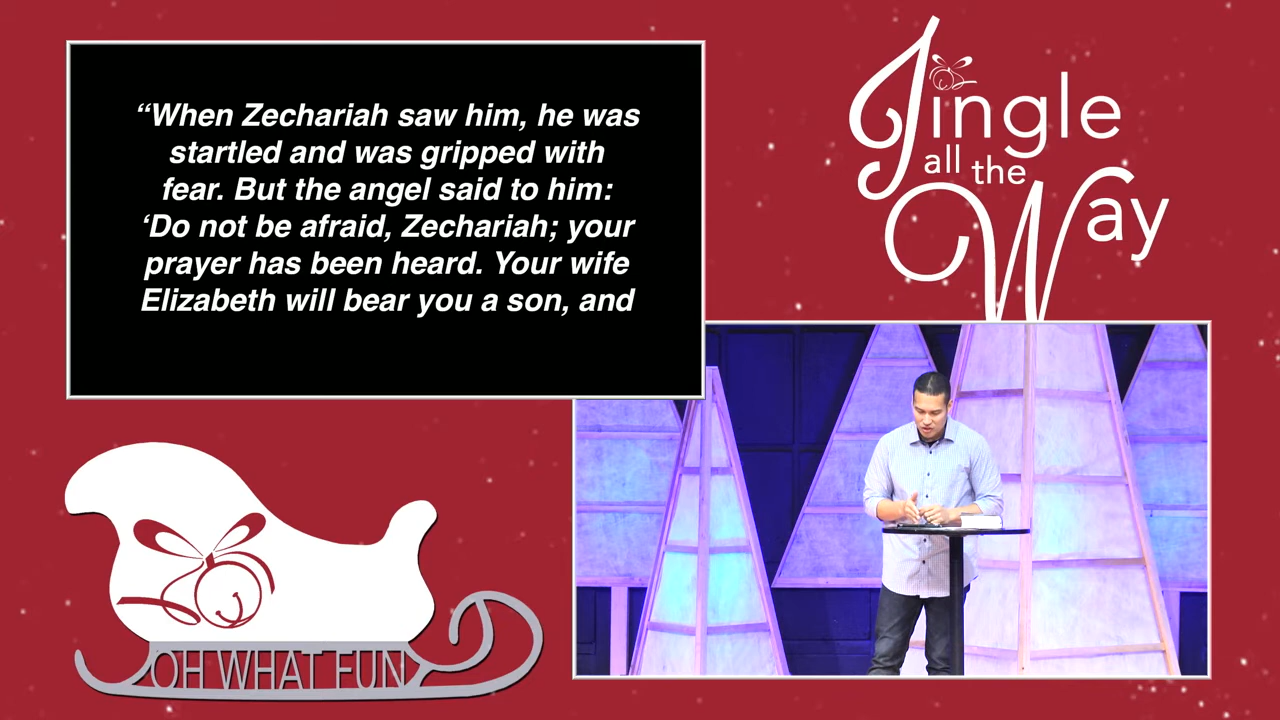 “When Zechariah saw him, he was
startled and was gripped with
fear. But the angel said to him:
‘Do not be afraid, Zechariah; your
prayer has been heard. Your wife
Elizabeth will bear you a son, and
Jingle
all the
Way
OH WHAT FUN